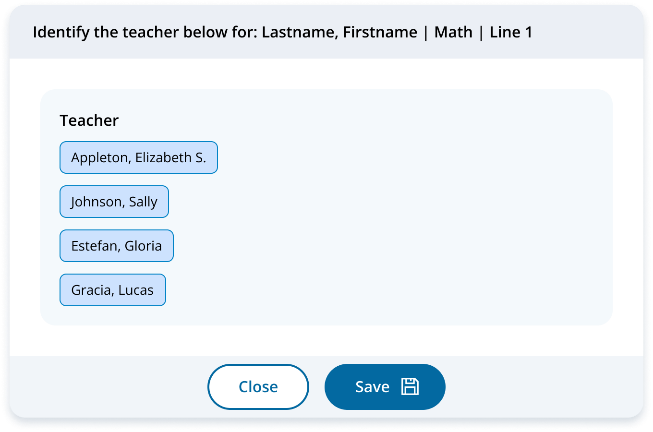 Identify the teacher below for: Lastname, Firstname | Math | Line 1
Teacher
Appleton, Elizabeth S.
Johnson, Sally
Estefan, Gloria
Gracia, Lucas
Close
Save